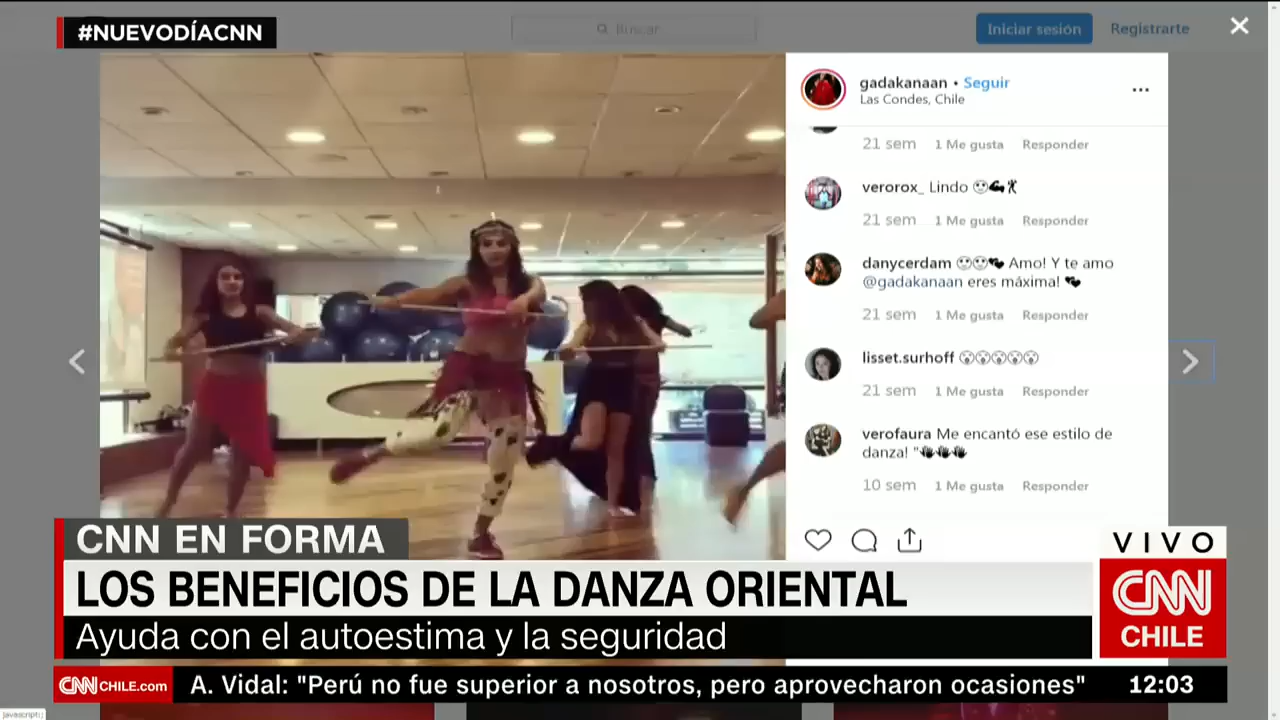 #NUEVODÍACNN
Buscar
Iniciar sesión
Registrarte
gadakanaan • Seguir
Las Condes, Chile
21 sem 1 Me gusta Responder
verorox_ Lindo
21 sem 1 Me gusta Responder
danycerdam Amo! Y te amo
@gadakanaan eres máxima!
21 sem 1 Me gusta Responder
lisset.surhoff
21 sem 1 Me gusta Responder
verofaura Me encantó ese estilo de
danza! "
10 sem 1 Me gusta Responder
CNN EN FORMA
LOS BENEFICIOS DE LA DANZA ORIENTAL
Ayuda con el autoestima y la seguridad
VIVO
CNN
CHILE
CNNCHILE.com
A. Vidal: "Perú no fue superior a nosotros, pero aprovecharon ocasiones"
12:03